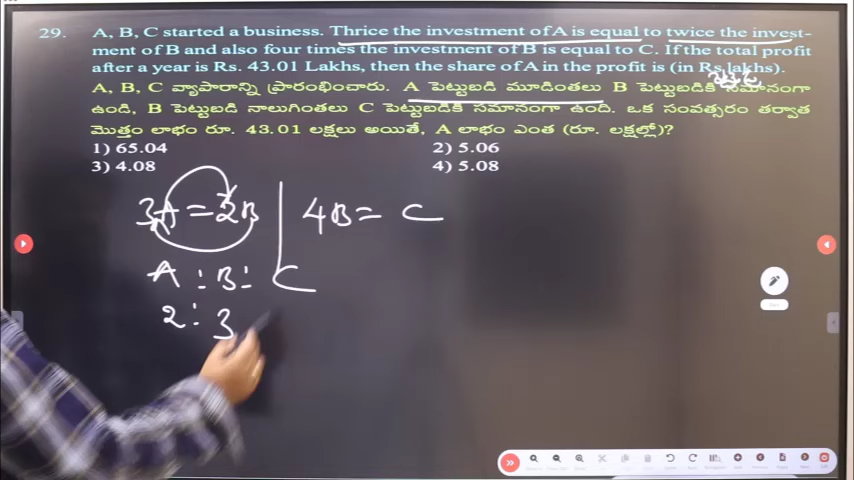 29. A, B, C started a business. Thrice the investment of A is equal to twice the invest-
ment of B and also four times the investment of B is equal to C. If the total profit
after a year is Rs. 43.01 Lakhs, then the share of A in the profit is (in Rs.lakhs).
A, B, C వ్యాపారాన్ని ప్రారంభించారు. A పెట్టుబడి మూడింతలు B పెట్టుబడికి సమానంగా
ఉండి, B పెట్టుబడి నాలుగింతలు C పెట్టుబడికి సమానంగా ఉంది. ఒక సంవత్సరం తర్వాత
మొత్తం లాభం రూ. 43.01 లక్షలు అయితే, A లాభం ఎంత (రూ. లక్షల్లో)?
1) 65.04 2) 5.06
3) 4.08 4) 5.08
3A = 2B 4B = C
A : B : C
2 : 3